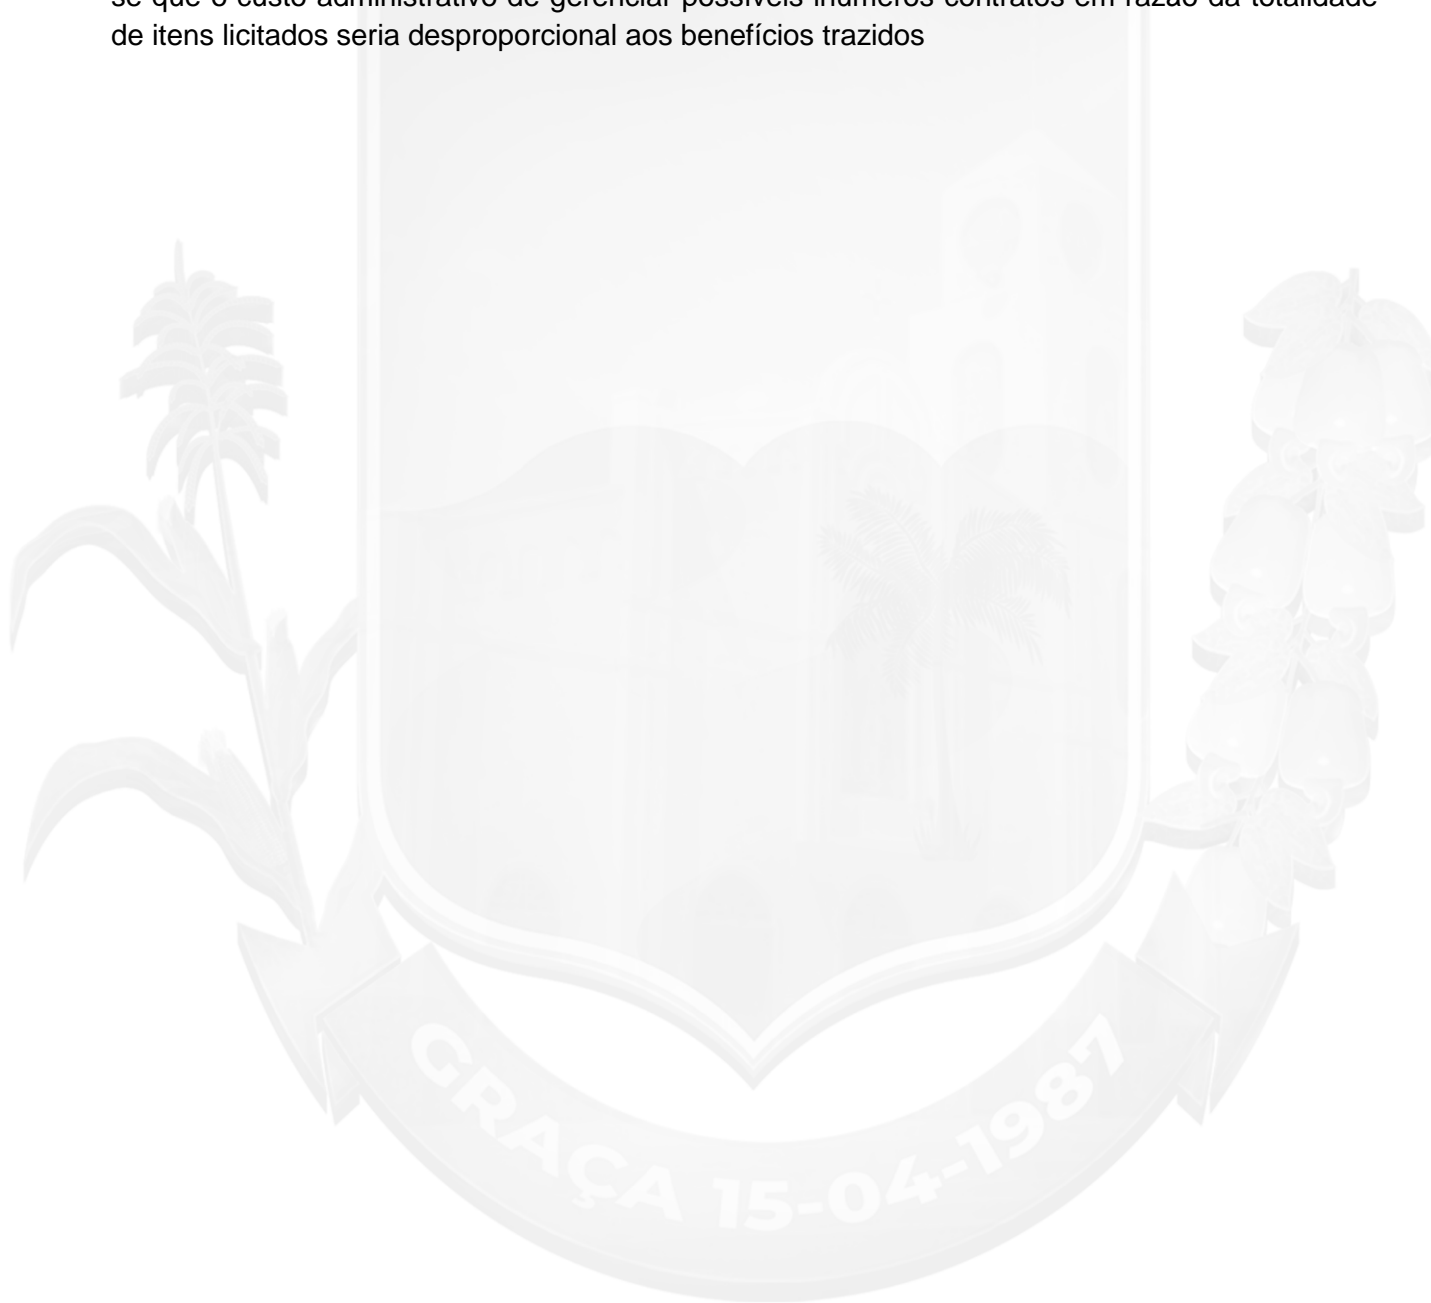 se que o custo administrativo de gerenciar possíveis inúmeros contratos em razão da totalidade
de itens licitados seria desproporcional aos benefícios trazidos
GRAÇA 15-04-1987